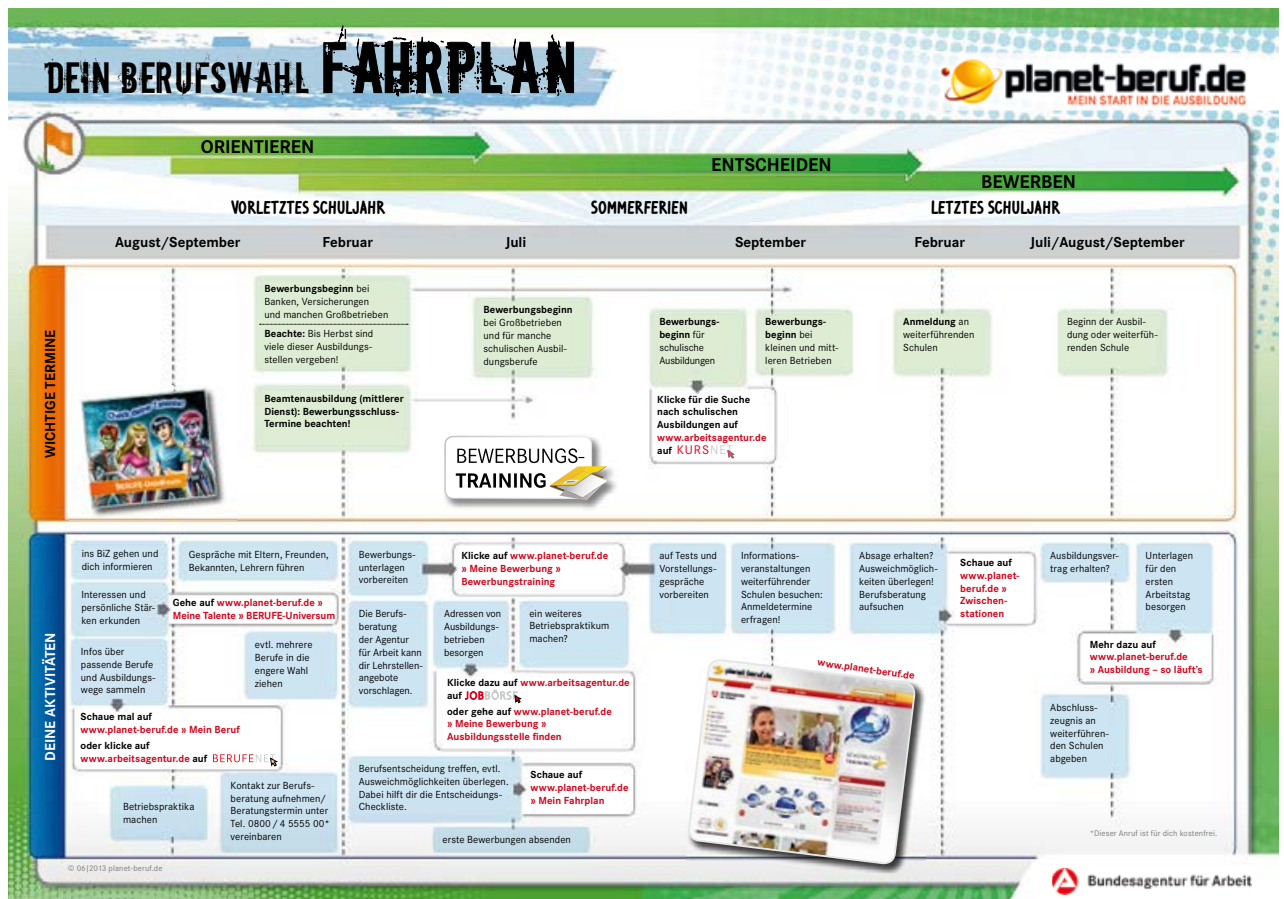 DEIN BERUFSWAHL FAHRPLAN
planet-beruf.de
MEIN START IN DIE AUSBILDUNG
ORIENTIEREN
ENTSCHEIDEN
BEWERBEN
VORLETZTES SCHULJAHR
SOMMERFERIEN
LETZTES SCHULJAHR
August/September
Februar
Juli
September
Februar
Juli/August/September
WICHTIGE TERMINE
Bewerbungsbeginn bei
Banken, Versicherungen
und manchen Großbetrieben
Beachte: Bis Herbst sind
viele dieser Ausbildungs-
stellen vergeben!
Beamtenausbildung (mittlerer
Dienst): Bewerbungsschluss-
Termine beachten!
Bewerbungsbeginn
bei Großbetrieben
und für manche
schulischen Ausbil-
dungsberufe
BEWERBUNGS-
TRAINING
Bewerbungs-
beginn für
schulische
Ausbildungen
Klicke für die Suche
nach schulischen
Ausbildungen auf
www.arbeitsagentur.de
auf KURSNET
Bewerbungs-
beginn bei
kleinen und mitt-
leren Betrieben
Anmeldung an
weiterführenden
Schulen
Beginn der Ausbil-
dung oder weiterfüh-
renden Schule
Check deine Talente!
BERUFE-Universum
DEINE AKTIVITÄTEN
ins BiZ gehen und
dich informieren
Interessen und
persönliche Stär-
ken erkunden
Infos über
passende Berufe
und Ausbildungs-
wege sammeln
Schaue mal auf
www.planet-beruf.de » Mein Beruf
oder klicke auf
www.arbeitsagentur.de auf BERUFENET
Betriebspraktika
machen
Gespräche mit Eltern, Freunden,
Bekannten, Lehrern führen
Gehe auf www.planet-beruf.de »
Meine Talente » BERUFE-Universum
evtl. mehrere
Berufe in die
engere Wahl
ziehen
Kontakt zur Berufs-
beratung aufnehmen/
Beratungstermin unter
Tel. 0800 / 4 5555 00*
vereinbaren
Bewerbungs-
unterlagen
vorbereiten
Die Berufs-
beratung
der Agentur
für Arbeit kann
dir Lehrstellen-
angebote
vorschlagen.
Klicke auf www.planet-beruf.de
» Meine Bewerbung »
Bewerbungstraining
Adressen von
Ausbildungs-
betrieben
besorgen
ein weiteres
Betriebspraktikum
machen?
Klicke dazu auf www.arbeitsagentur.de
auf JOBBÖRSE
oder gehe auf www.planet-beruf.de
» Meine Bewerbung »
Ausbildungsstelle finden
Berufsentscheidung treffen, evtl.
Ausweichmöglichkeiten überlegen.
Dabei hilft dir die Entscheidungs-
Checkliste.
Schaue auf
www.planet-beruf.de
» Mein Fahrplan
erste Bewerbungen absenden
auf Tests und
Vorstellungs-
gespräche
vorbereiten
Informations-
veranstaltungen
weiterführender
Schulen besuchen:
Anmeldetermine
erfragen!
www.planet-beruf.de
planet-beruf.de
Absage erhalten?
Ausweichmöglich-
keiten überlegen!
Berufsberatung
aufsuchen
Schaue auf
www.planet-
beruf.de »
Zwischen-
stationen
Ausbildungsver-
trag erhalten?
Unterlagen
für den
ersten
Arbeitstag
besorgen
Mehr dazu auf
www.planet-beruf.de
» Ausbildung – so läuft's
Abschluss-
zeugnis an
weiterführen-
den Schulen
abgeben
*Dieser Anruf ist für dich kostenfrei.
© 06|2013 planet-beruf.de
Bundesagentur für Arbeit